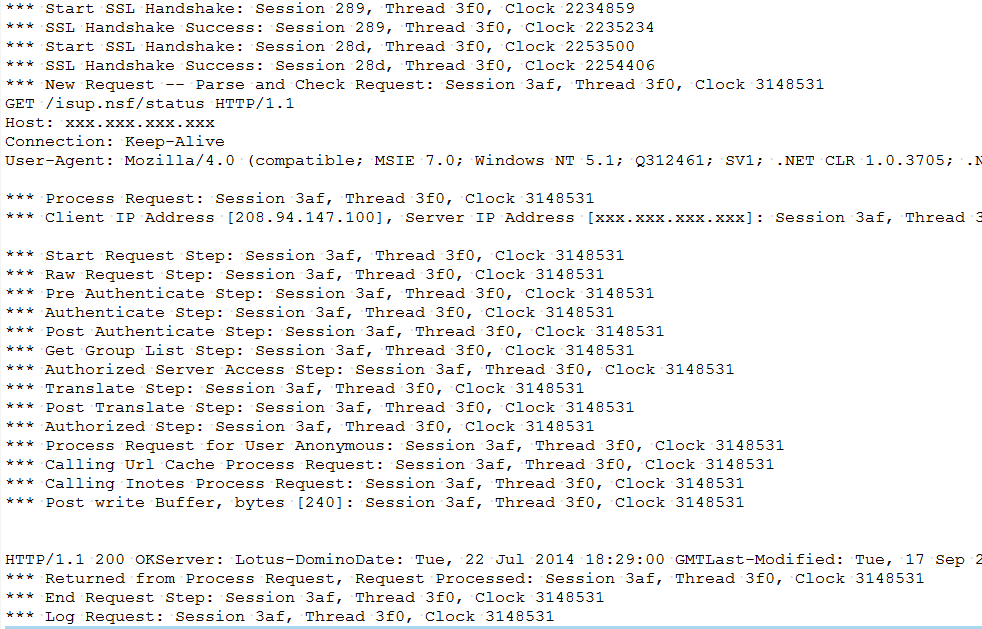 *** Start SSL Handshake: Session 289, Thread 3f0, Clock 2234859
*** SSL Handshake Success: Session 289, Thread 3f0, Clock 2235234
*** Start SSL Handshake: Session 28d, Thread 3f0, Clock 2253500
*** SSL Handshake Success: Session 28d, Thread 3f0, Clock 2254406
*** New Request -- Parse and Check Request: Session 3af, Thread 3f0, Clock 3148531
GET /isup.nsf/status HTTP/1.1
Host: xxx.xxx.xxx.xxx
Connection: Keep-Alive
User-Agent: Mozilla/4.0 (compatible; MSIE 7.0; Windows NT 5.1; Q312461; SV1; .NET CLR 1.0.3705; .N
*** Process Request: Session 3af, Thread 3f0, Clock 3148531
*** Client IP Address [208.94.147.100], Server IP Address [xxx.xxx.xxx.xxx]: Session 3af, Thread 3
*** Start Request Step: Session 3af, Thread 3f0, Clock 3148531
*** Raw Request Step: Session 3af, Thread 3f0, Clock 3148531
*** Pre Authenticate Step: Session 3af, Thread 3f0, Clock 3148531
*** Authenticate Step: Session 3af, Thread 3f0, Clock 3148531
*** Post Authenticate Step: Session 3af, Thread 3f0, Clock 3148531
*** Get Group List Step: Session 3af, Thread 3f0, Clock 3148531
*** Authorized Server Access Step: Session 3af, Thread 3f0, Clock 3148531
*** Translate Step: Session 3af, Thread 3f0, Clock 3148531
*** Post Translate Step: Session 3af, Thread 3f0, Clock 3148531
*** Authorized Step: Session 3af, Thread 3f0, Clock 3148531
*** Process Request for User Anonymous: Session 3af, Thread 3f0, Clock 3148531
*** Calling Url Cache Process Request: Session 3af, Thread 3f0, Clock 3148531
*** Calling Inotes Process Request: Session 3af, Thread 3f0, Clock 3148531
*** Post write Buffer, bytes [240]: Session 3af, Thread 3f0, Clock 3148531
HTTP/1.1 200 OKServer: Lotus-DominoDate: Tue, 22 Jul 2014 18:29:00 GMTLast-Modified: Tue, 17 Sep 2
*** Returned from Process Request, Request Processed: Session 3af, Thread 3f0, Clock 3148531
*** End Request Step: Session 3af, Thread 3f0, Clock 3148531
*** Log Request: Session 3af, Thread 3f0, Clock 3148531